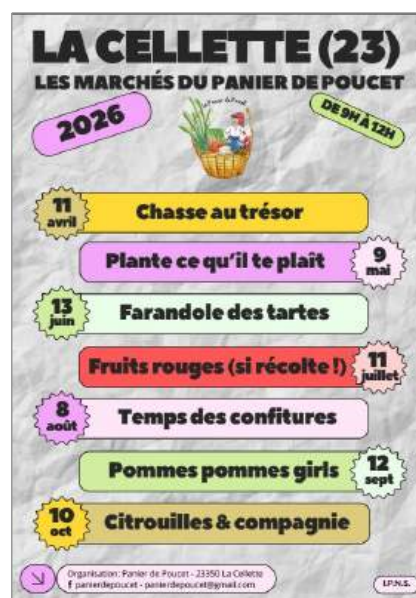 LA CELLETTE (23)
LES MARCHÉS DU PANIER DE POUCET
2026
DE 9H À 12H
11
avril
Chasse au trésor
Plante ce qu'il te plaît
9
mai
13
juin
Farandole des tartes
Fruits rouges (si récolte !)
11
juillet
8
août
Temps des confitures
Pommes pommes girls
12
sept
10
oct
Citrouilles & compagnie
Organisation: Panier de Poucet - 23350 La Cellette
f panierdepoucet - panierdepoucet@gmail.com
I.P.N.S.